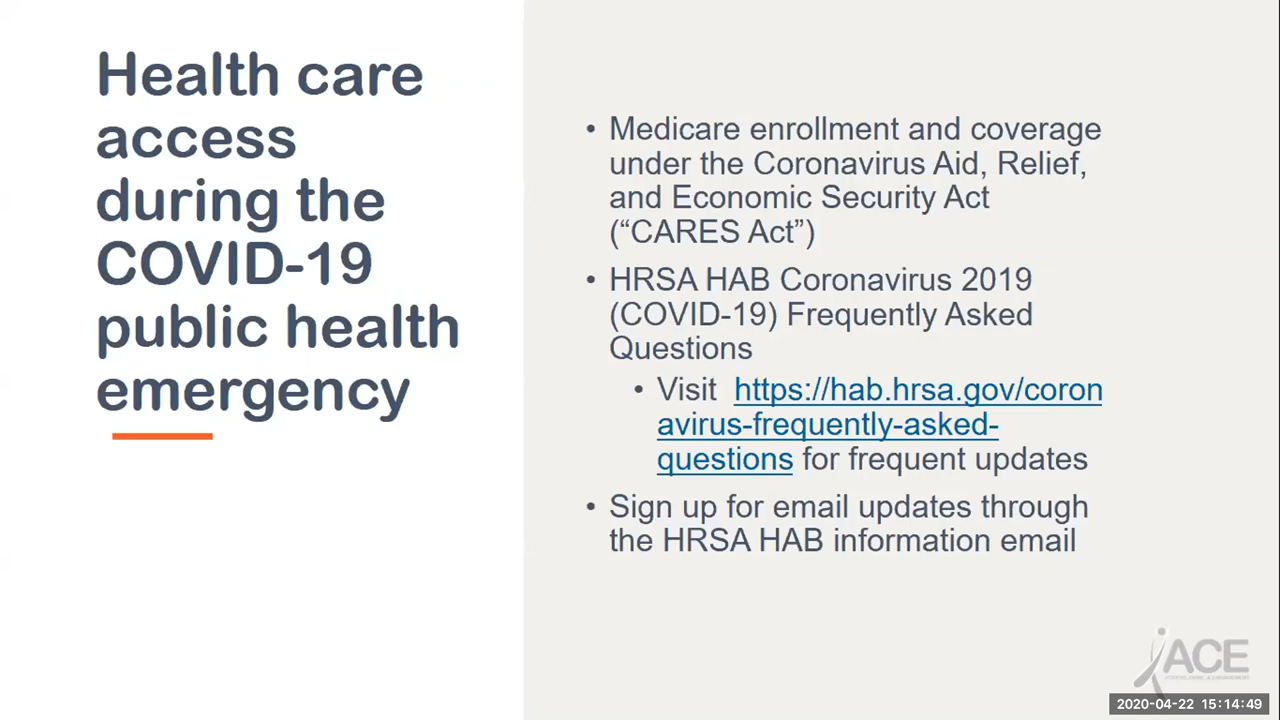 Health care
access
during the
COVID-19
public health
emergency
• Medicare enrollment and coverage
under the Coronavirus Aid, Relief,
and Economic Security Act
(“CARES Act”)
• HRSA HAB Coronavirus 2019
(COVID-19) Frequently Asked
Questions
• Visit https://hab.hrsa.gov/coron
avirus-frequently-asked-
questions for frequent updates
• Sign up for email updates through
the HRSA HAB information email
ACE
2020-04-22 15:14:49